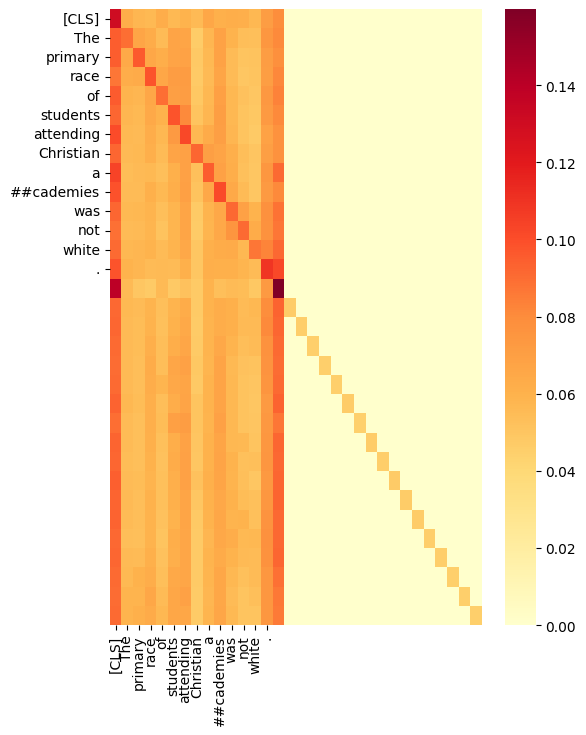 [CLS]
The
primary
race
of
students
attending
Christian
a
##cademies
was
not
white
.
0.14
0.12
0.10
0.08
0.06
0.04
0.02
0.00
[CLS]
The
primary
race
of
students
attending
Christian
a
##cademies
was
not
white
.